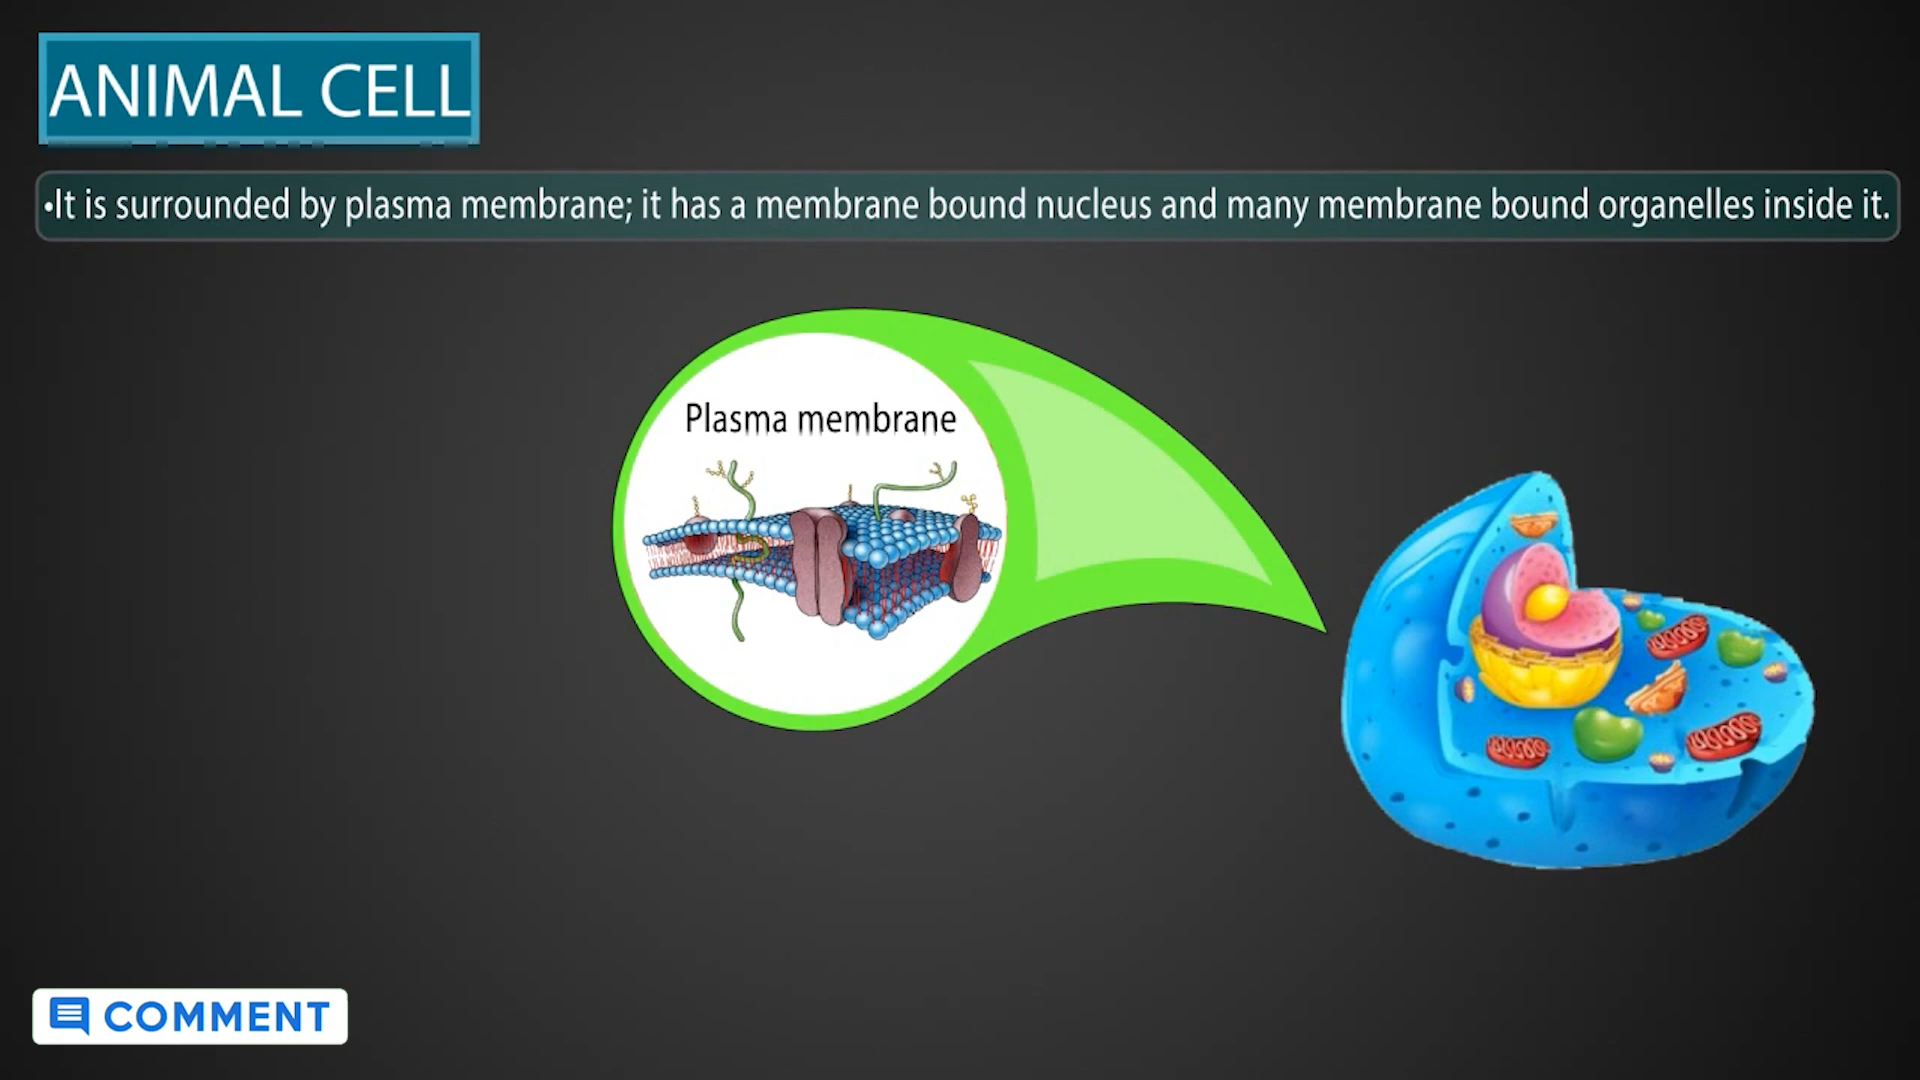 ANIMAL CELL
•It is surrounded by plasma membrane; it has a membrane bound nucleus and many membrane bound organelles inside it.
Plasma membrane
COMMENT